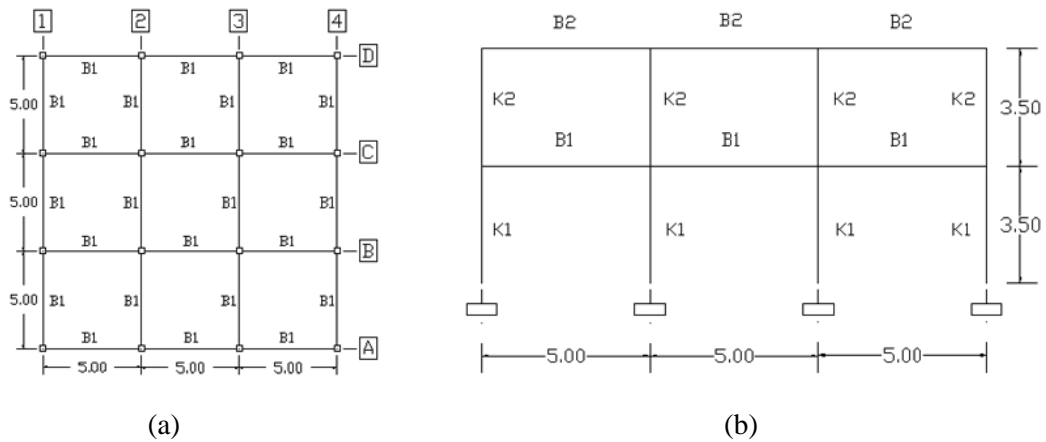 1 2 3 4
D
B1 B1 B1
5.00 B1 B1 B1 B1
B1 B1 B1
C
5.00 B1 B1 B1 B1
B1 B1 B1
B
5.00 B1 B1 B1 B1
B1 B1 B1
A
5.00 5.00 5.00
(a)
B2 B2 B2
K2 K2 K2 K2
3.50
B1 B1 B1
K1 K1 K1 K1
3.50
5.00 5.00 5.00
(b)